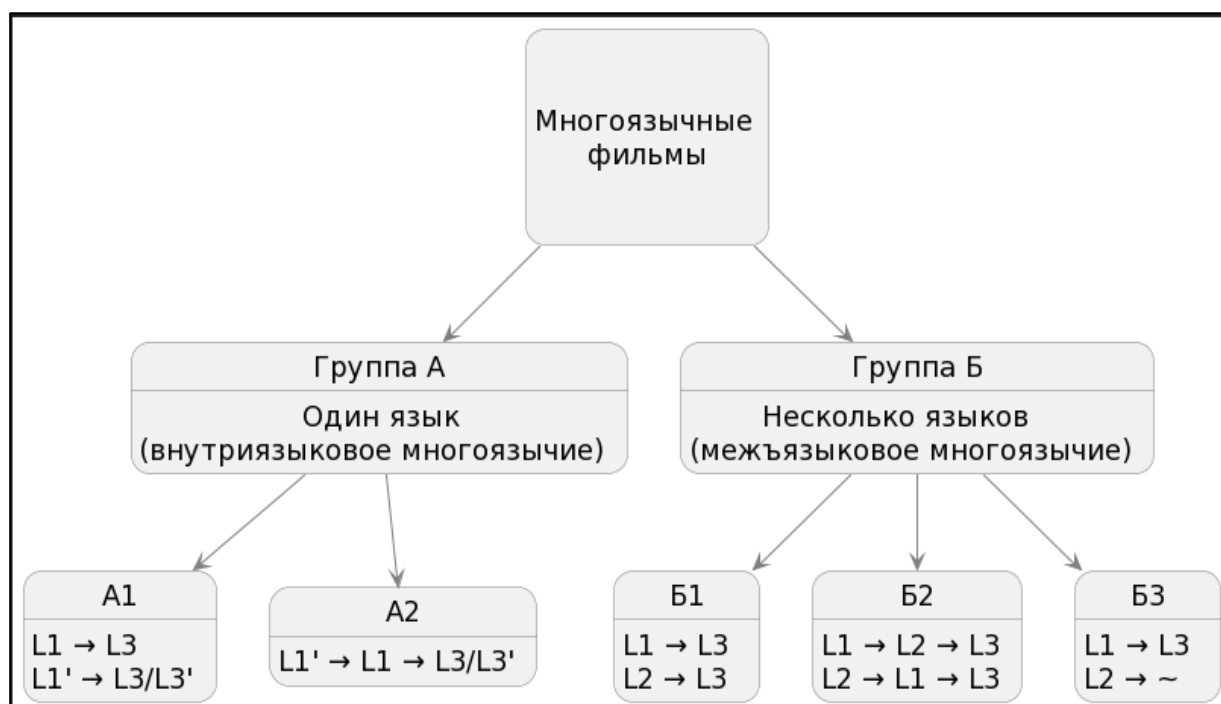 Многоязычные
фильмы
Группа А
Один язык
(внутриязыковое многоязычие)
Группа Б
Несколько языков
(межъязыковое многоязычие)
А1
L1 → L3
L1' → L3/L3'
А2
L1' → L1 → L3/L3'
Б1
L1 → L3
L2 → L3
Б2
L1 → L2 → L3
L2 → L1 → L3
Б3
L1 → L3
L2 → ~